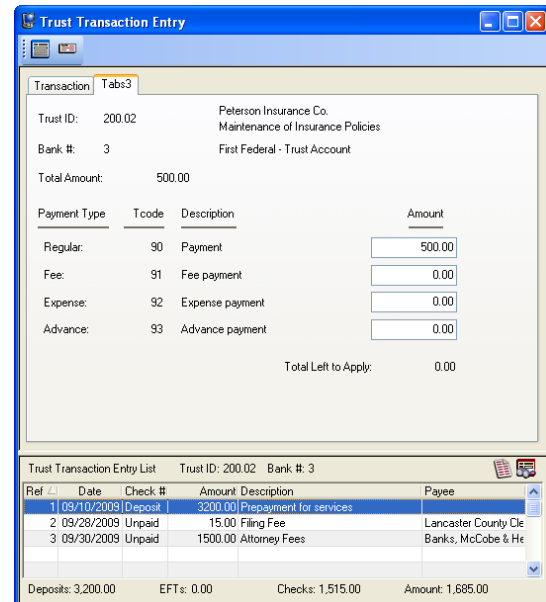 Trust Transaction Entry
Transaction Tabs3
Trust ID: 200.02 Peterson Insurance Co.
Maintenance of Insurance Policies
Bank #: 3 First Federal - Trust Account
Total Amount: 500.00
Payment Type Tcode Description Amount
Regular: 90 Payment 500.00
Fee: 91 Fee payment 0.00
Expense: 92 Expense payment 0.00
Advance: 93 Advance payment 0.00
Total Left to Apply: 0.00
Trust Transaction Entry List Trust ID: 200.02 Bank #: 3
Ref Date Check # Amount Description Payee
1 09/10/2009 Deposit 3200.00 Prepayment for services
2 09/28/2009 Unpaid 15.00 Filing Fee Lancaster County Cle
3 09/30/2009 Unpaid 1500.00 Attorney Fees Banks, McCobe & He
Deposits: 3,200.00 EFTs: 0.00 Checks: 1,515.00 Amount: 1,685.00